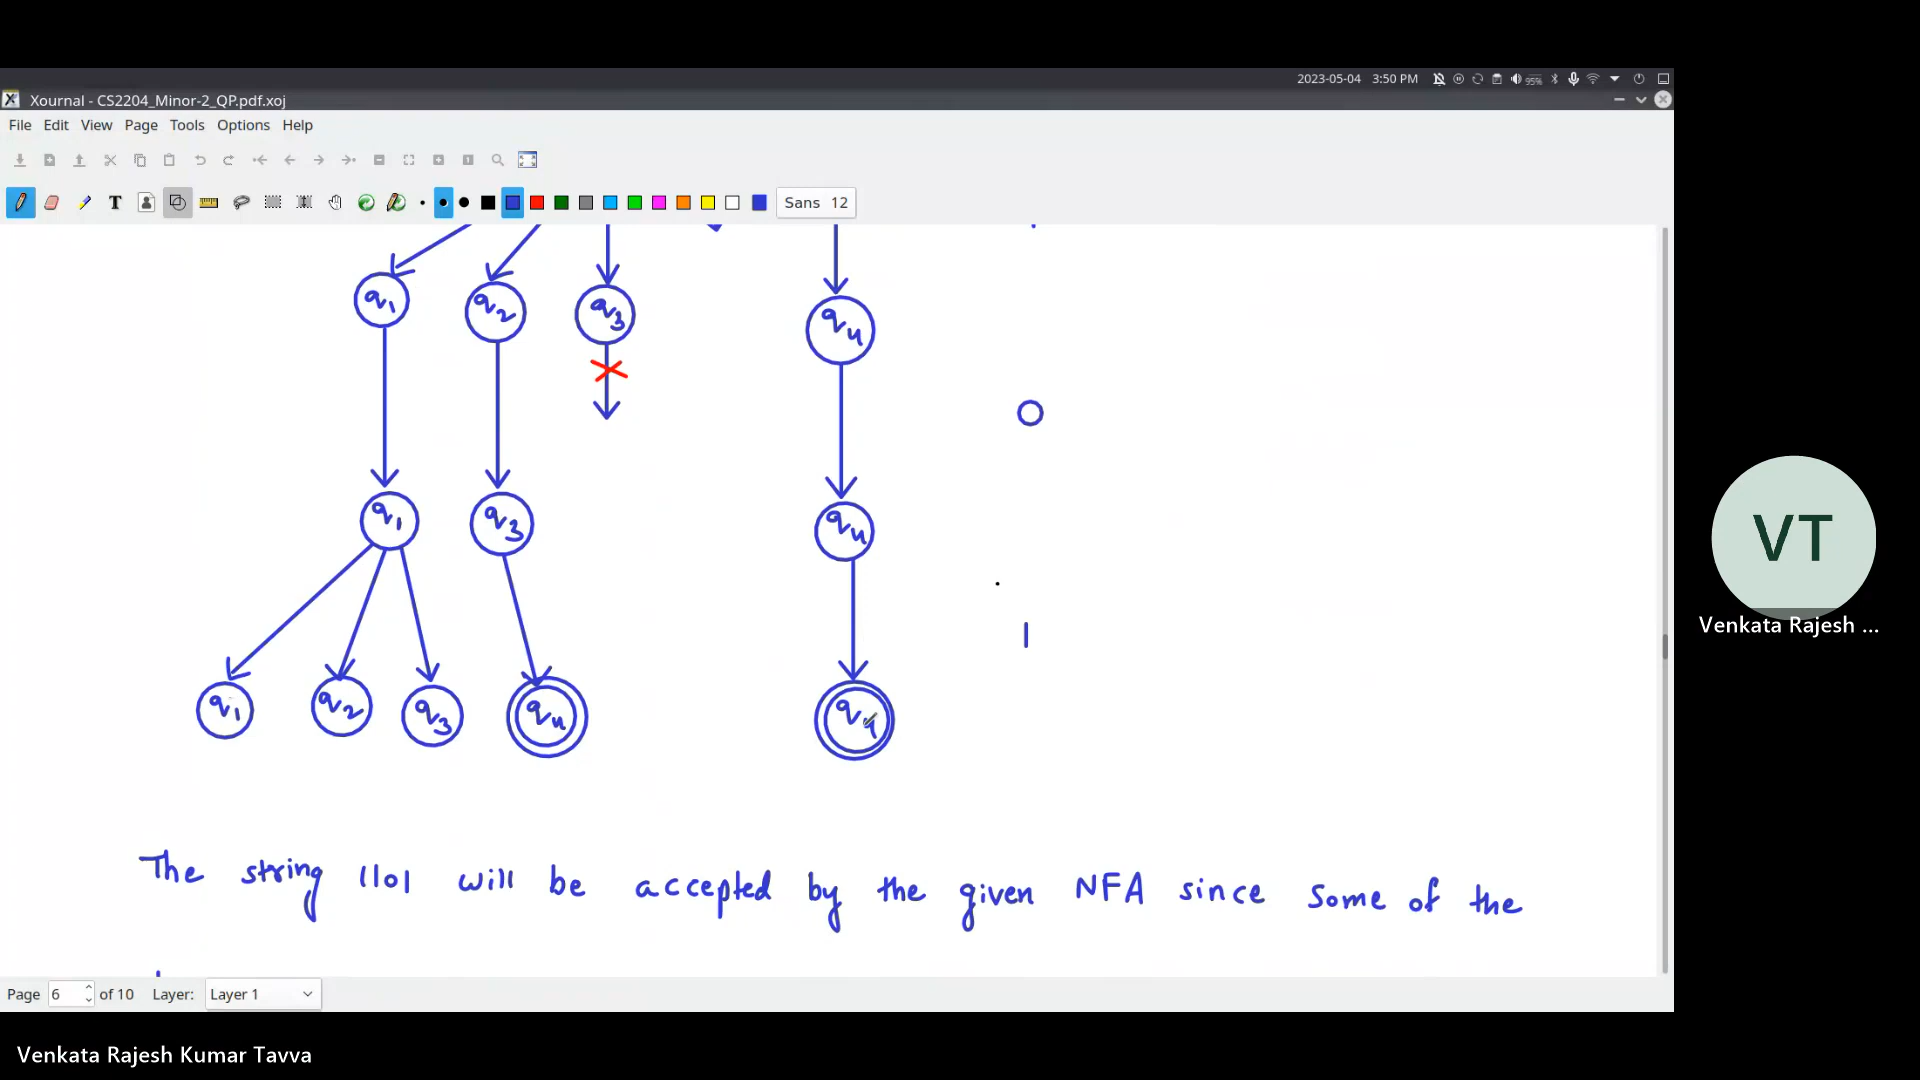 2023-05-04 3:50 PM 95%
Xournal - CS2204_Minor-2_QP.pdf.xoj
File Edit View Page Tools Options Help
T Sans 12
q1 q2 q3 q4
0
q1 q3 q4
1
q1 q2 q3 q4 q4
VT
Venkata Rajesh ...
The string 1101 will be accepted by the given NFA since some of the
Page 6 of 10 Layer: Layer 1
Venkata Rajesh Kumar Tavva